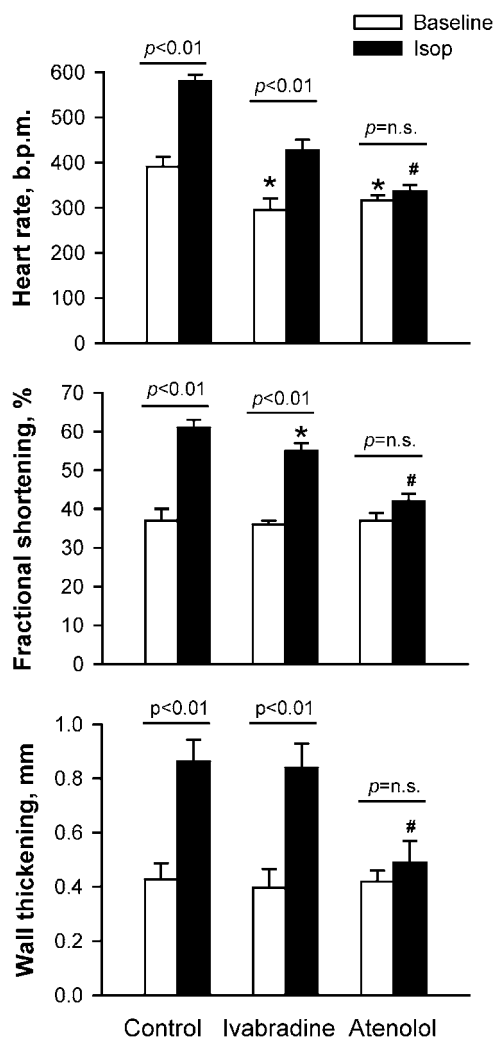 Baseline
Isop
Heart rate, b.p.m.
600
500
400
300
200
100
0
p<0.01
p<0.01
p=n.s.
*
*
#
Fractional shortening, %
70
60
50
40
30
20
10
0
p<0.01
p<0.01
p=n.s.
*
#
Wall thickening, mm
1.0
0.8
0.6
0.4
0.2
0.0
p<0.01
p<0.01
p=n.s.
#
Control Ivabradine Atenolol